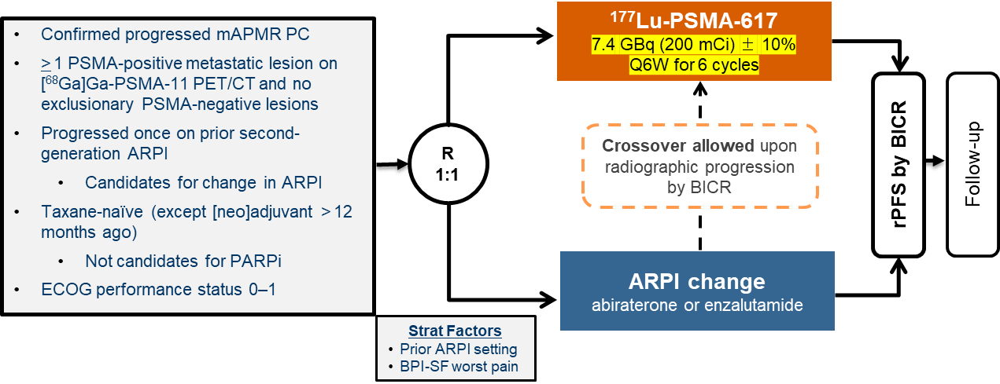 • Confirmed progressed mAPMR PC
• ≥ 1 PSMA-positive metastatic lesion on
[⁶⁸Ga]Ga-PSMA-11 PET/CT and no
exclusionary PSMA-negative lesions
• Progressed once on prior second-
generation ARPI
• Candidates for change in ARPI
• Taxane-naïve (except [neo]adjuvant > 12
months ago)
• Not candidates for PARPi
• ECOG performance status 0–1
Strat Factors
• Prior ARPI setting
• BPI-SF worst pain
R
1:1
¹⁷⁷Lu-PSMA-617
7.4 GBq (200 mCi) ± 10%
Q6W for 6 cycles
Crossover allowed upon
radiographic progression
by BICR
ARPI change
abiraterone or enzalutamide
rPFS by BICR
Follow-up